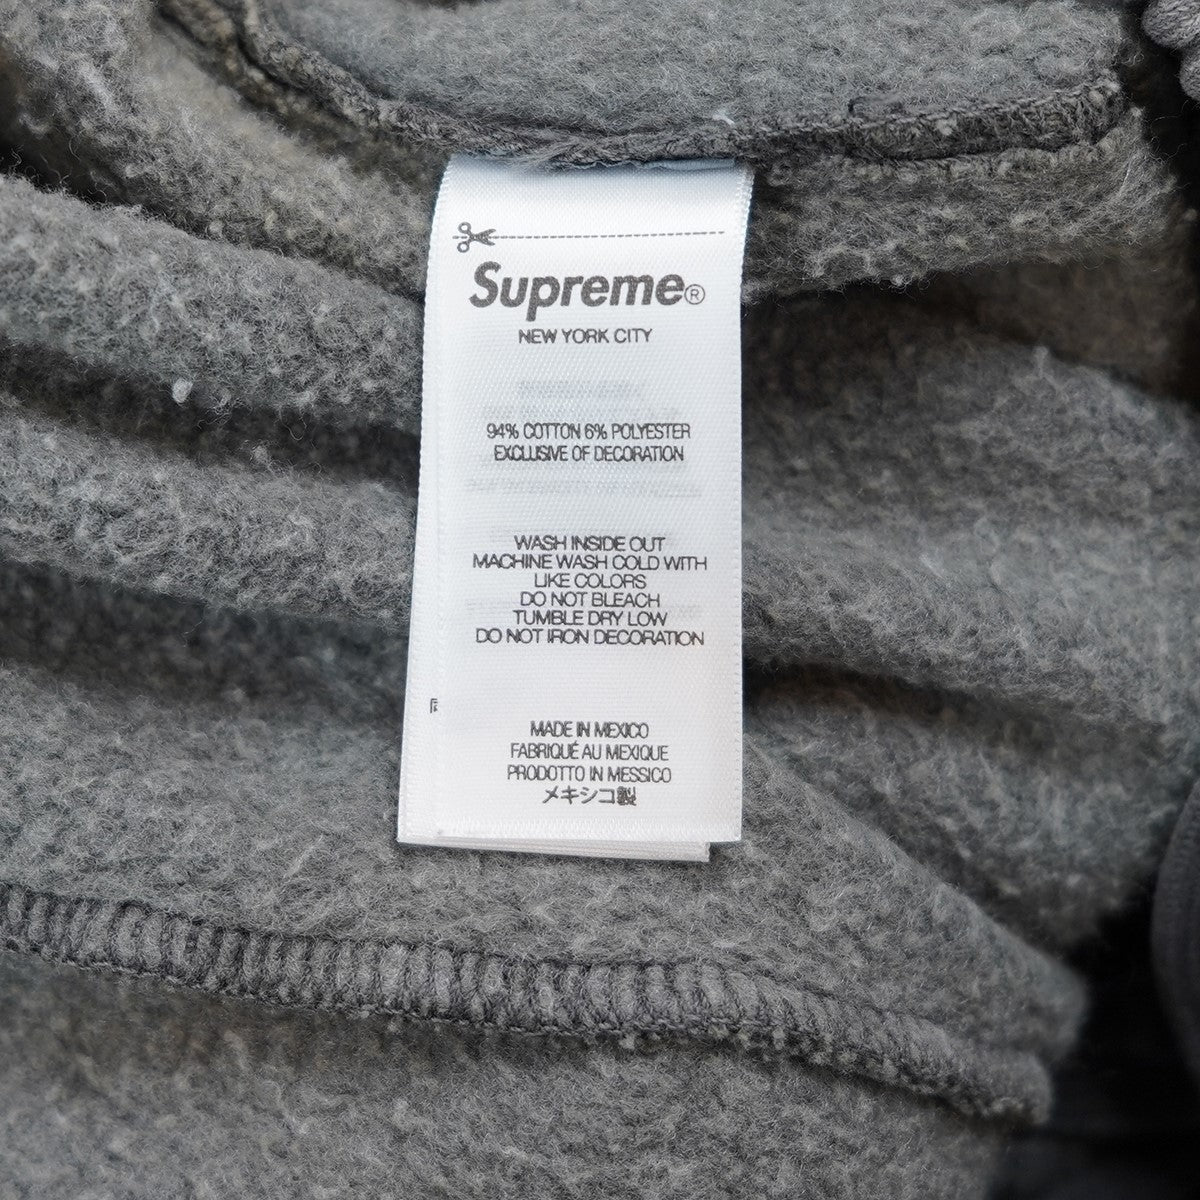 Supreme®
NEW YORK CITY
94% COTTON 6% POLYESTER
EXCLUSIVE OF DECORATION
WASH INSIDE OUT
MACHINE WASH COLD WITH
LIKE COLORS
DO NOT BLEACH
TUMBLE DRY LOW
DO NOT IRON DECORATION
MADE IN MEXICO
FABRIQUÉ AU MEXIQUE
PRODOTTO IN MESSICO
メキシコ製